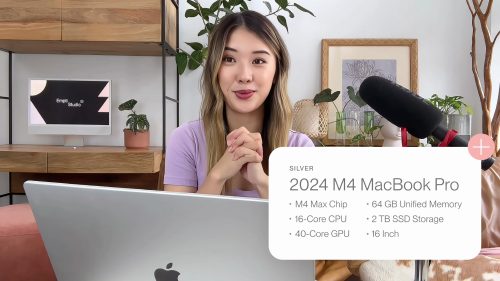 Empit
Studio
SILVER
2024 M4 MacBook Pro
• M4 Max Chip
• 16-Core CPU
• 40-Core GPU
• 64 GB Unified Memory
• 2 TB SSD Storage
• 16 Inch